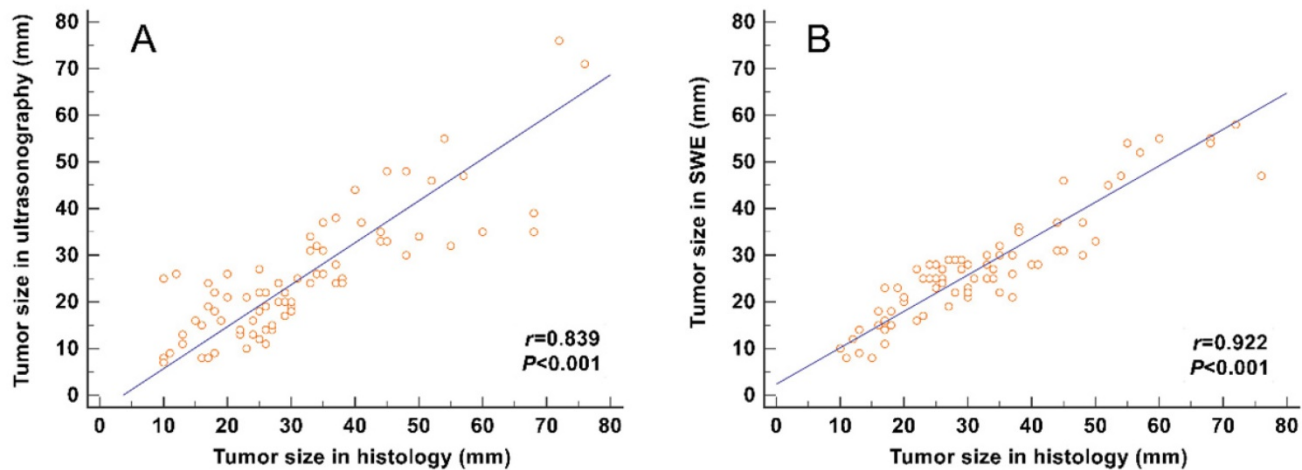 A
Tumor size in ultrasonography (mm)
80
70
60
50
40
30
20
10
0
r=0.839
P<0.001
0 10 20 30 40 50 60 70 80
Tumor size in histology (mm)
B
Tumor size in SWE (mm)
80
70
60
50
40
30
20
10
0
r=0.922
P<0.001
0 10 20 30 40 50 60 70 80
Tumor size in histology (mm)